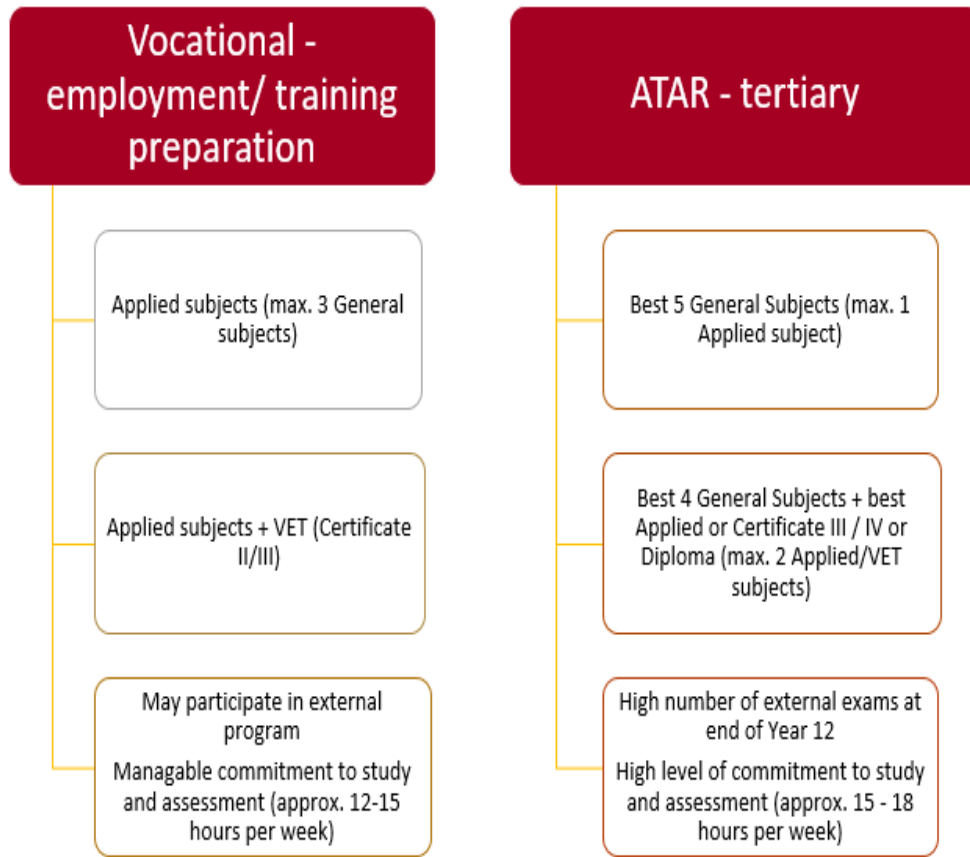 Vocational -
employment/ training
preparation
Applied subjects (max. 3 General
subjects)
Applied subjects + VET (Certificate
II/III)
May participate in external
program
Managable commitment to study
and assessment (approx. 12-15
hours per week)
ATAR - tertiary
Best 5 General Subjects (max. 1
Applied subject)
Best 4 General Subjects + best
Applied or Certificate III / IV or
Diploma (max. 2 Applied/VET
subjects)
High number of external exams at
end of Year 12
High level of commitment to study
and assessment (approx. 15 - 18
hours per week)